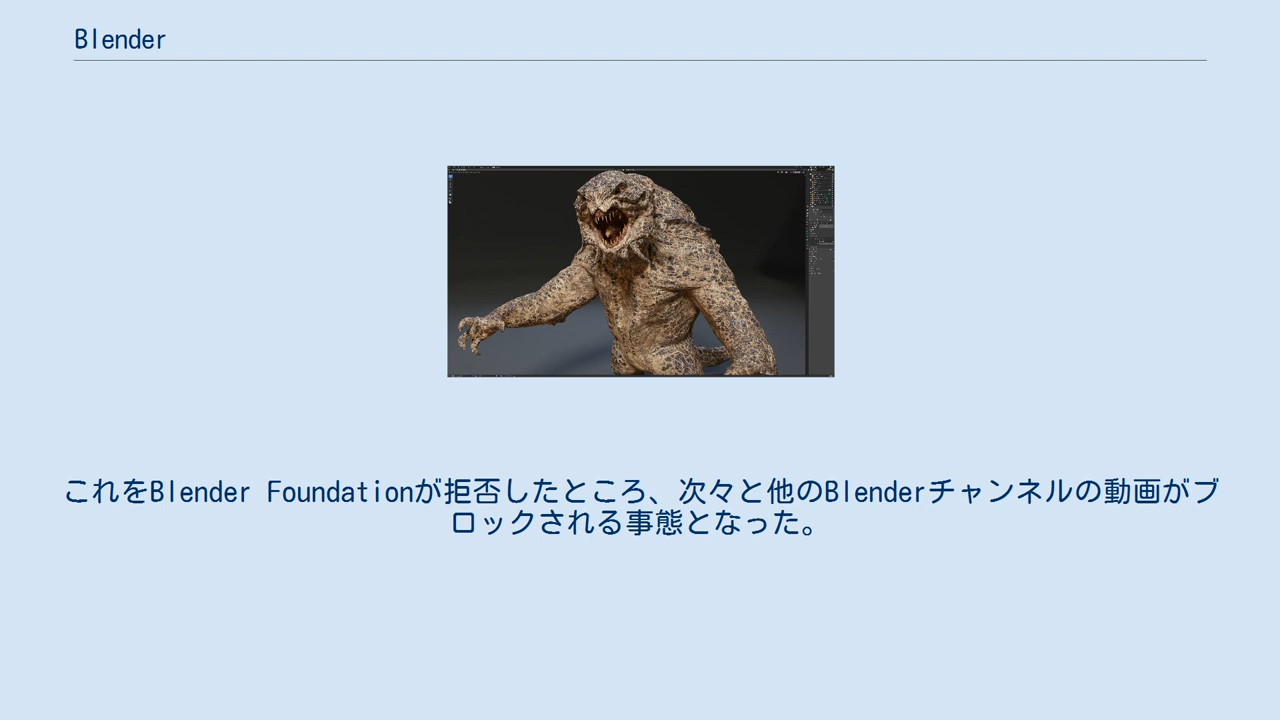 Blender
これをBlender Foundationが拒否したところ、次々と他のBlenderチャンネルの動画がブ
ロックされる事態となった。